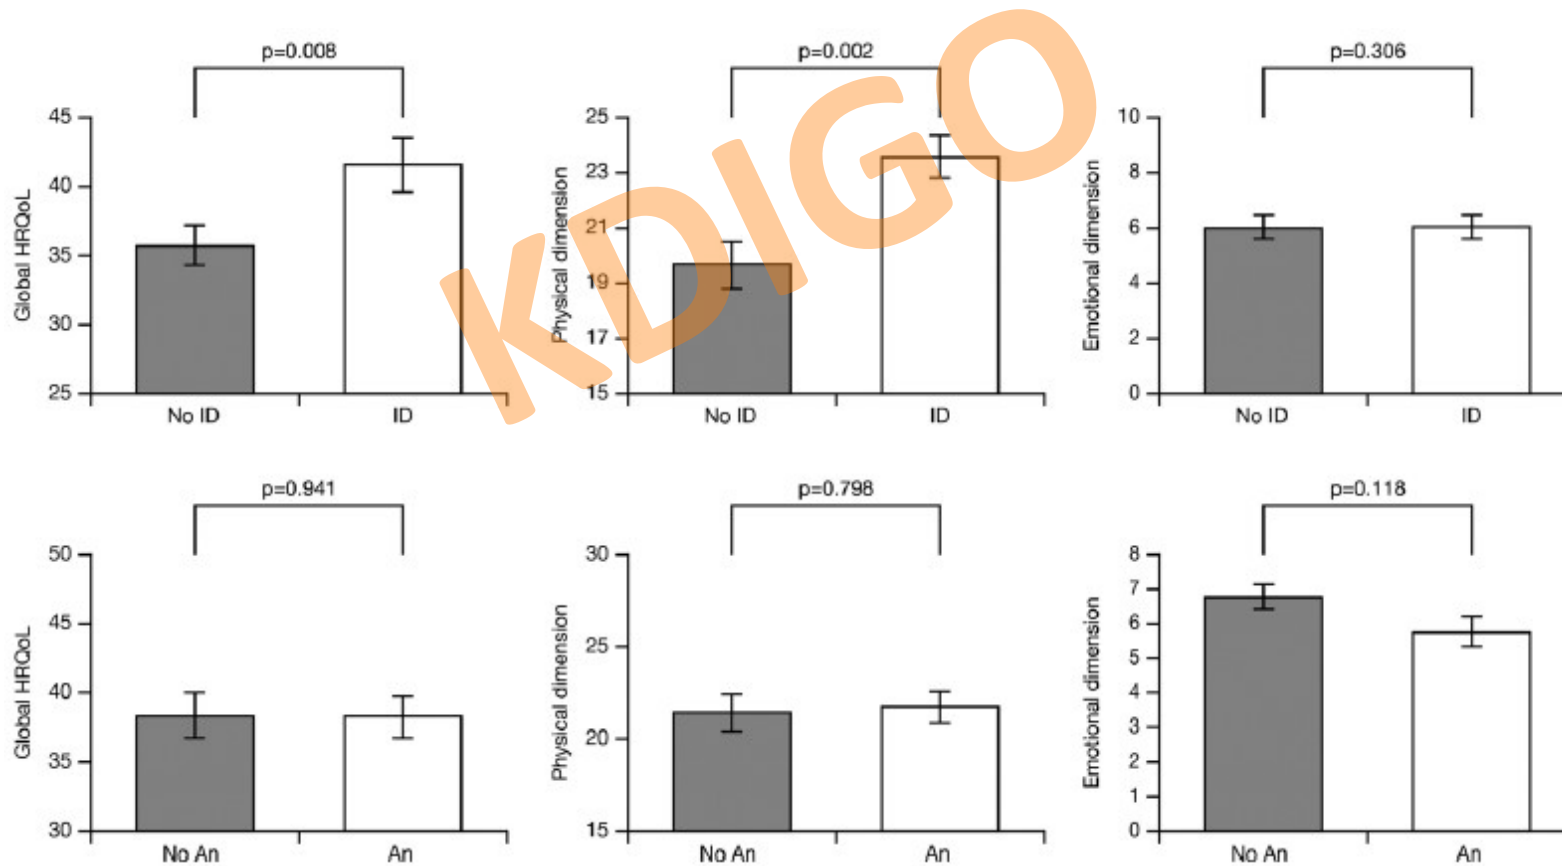 p=0.008
Global HRQoL
45
40
35
30
25
No ID
ID
p=0.002
Physical dimension
25
23
21
19
17
15
No ID
ID
p=0.306
Emotional dimension
10
8
6
4
2
0
No ID
ID
KDIGO
p=0.941
Global HRQoL
50
45
40
35
30
No An
An
p=0.798
Physical dimension
30
25
20
15
No An
An
p=0.118
Emotional dimension
8
7
6
5
4
3
2
1
0
No An
An